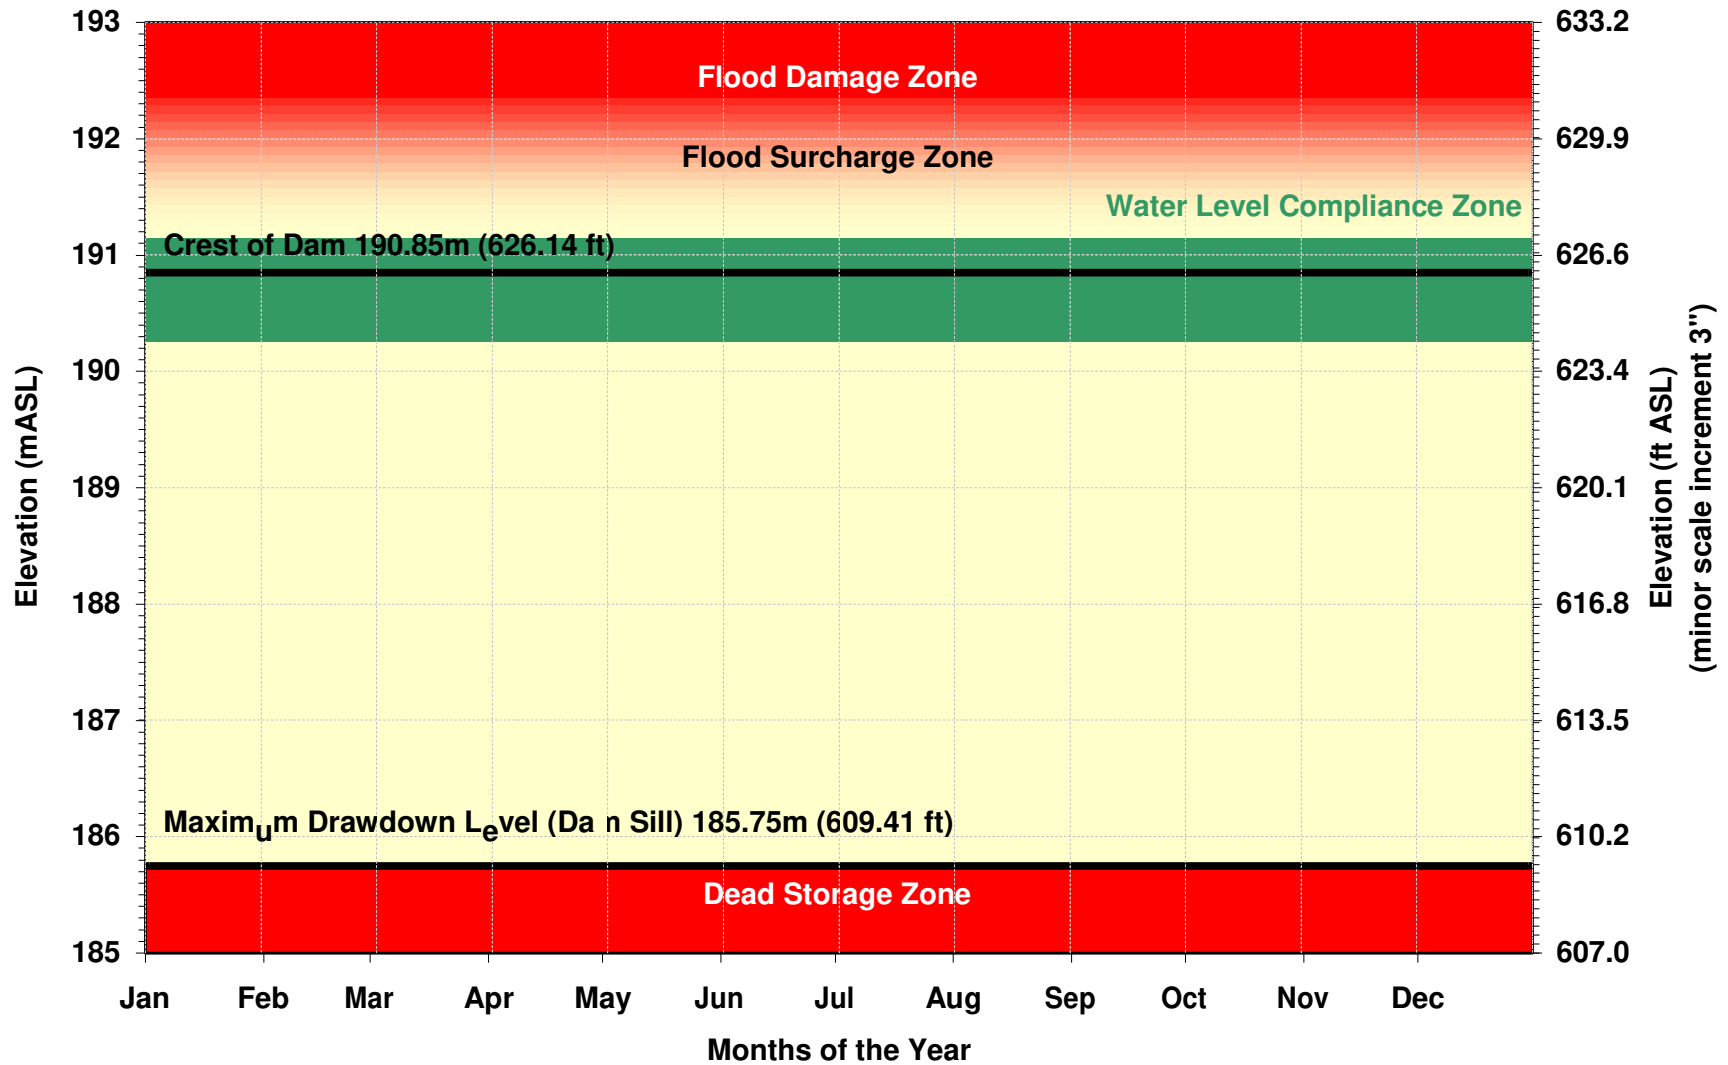 193
633.2
Flood Damage Zone
192
629.9
Flood Surcharge Zone
Water Level Compliance Zone
Crest of Dam 190.85m (626.14 ft)
191
626.6
190
623.4
189
620.1
188
616.8
187
613.5
Maximum Drawdown Level (Dam Sill) 185.75m (609.41 ft)
186
610.2
Dead Storage Zone
185
607.0
Elevation (mASL)
Elevation (ft ASL)
(minor scale increment 3")
Jan Feb Mar Apr May Jun Jul Aug Sep Oct Nov Dec
Months of the Year